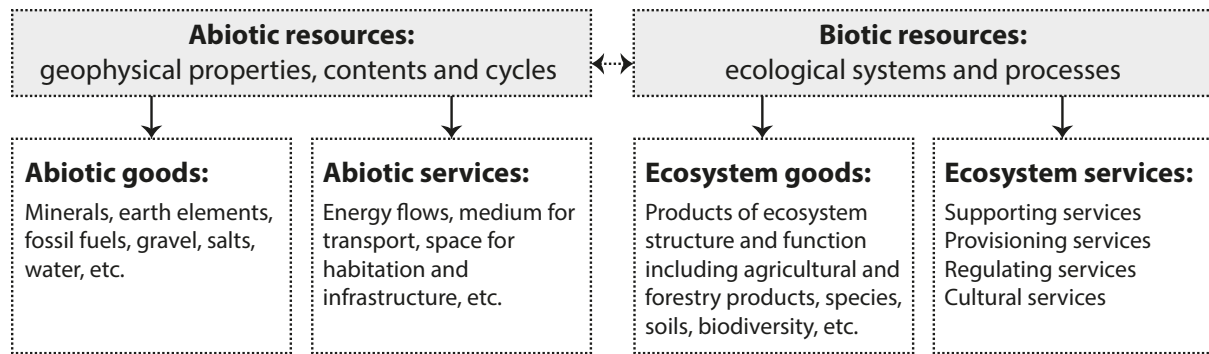 Abiotic resources:
geophysical properties, contents and cycles
Biotic resources:
ecological systems and processes
Abiotic goods:
Minerals, earth elements,
fossil fuels, gravel, salts,
water, etc.
Abiotic services:
Energy flows, medium for
transport, space for
habitation and
infrastructure, etc.
Ecosystem goods:
Products of ecosystem
structure and function
including agricultural and
forestry products, species,
soils, biodiversity, etc.
Ecosystem services:
Supporting services
Provisioning services
Regulating services
Cultural services